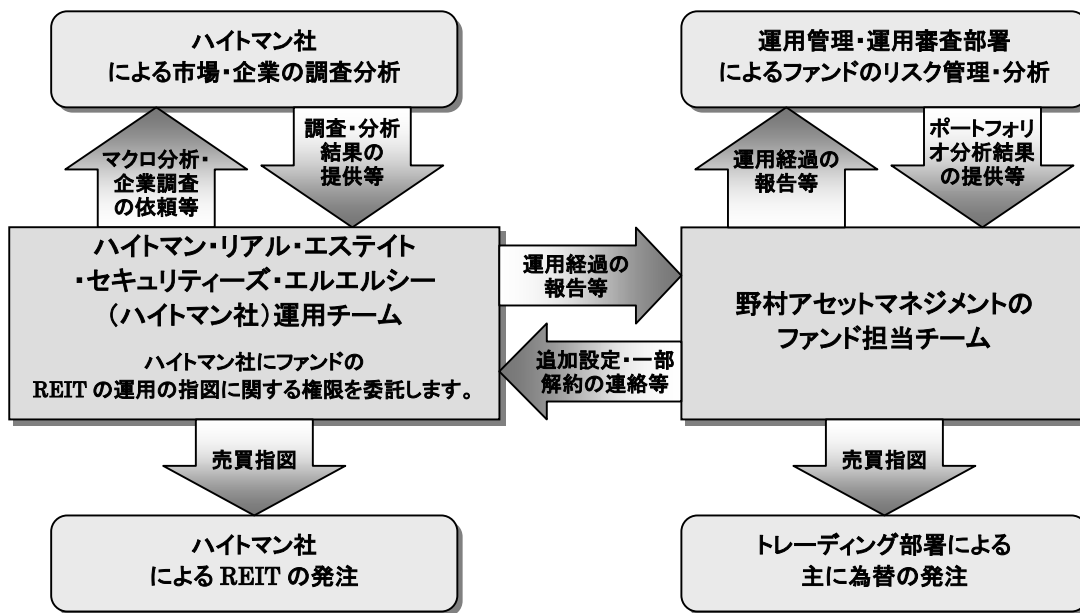 ハイトマン社
による市場・企業の調査分析
運用管理・運用審査部署
によるファンドのリスク管理・分析
マクロ分析・
企業調査
の依頼等
調査・分析
結果の
提供等
運用経過の
報告等
ポートフォリ
オ分析結果
の提供等
ハイトマン・リアル・エステイト
・セキュリティーズ・エルエルシー
（ハイトマン社）運用チーム
ハイトマン社にファンドの
REIT の運用の指図に関する権限を委託します。
運用経過の
報告等
追加設定・一部
解約の連絡等
野村アセットマネジメントの
ファンド担当チーム
売買指図
売買指図
ハイトマン社
による REIT の発注
トレーディング部署による
主に為替の発注